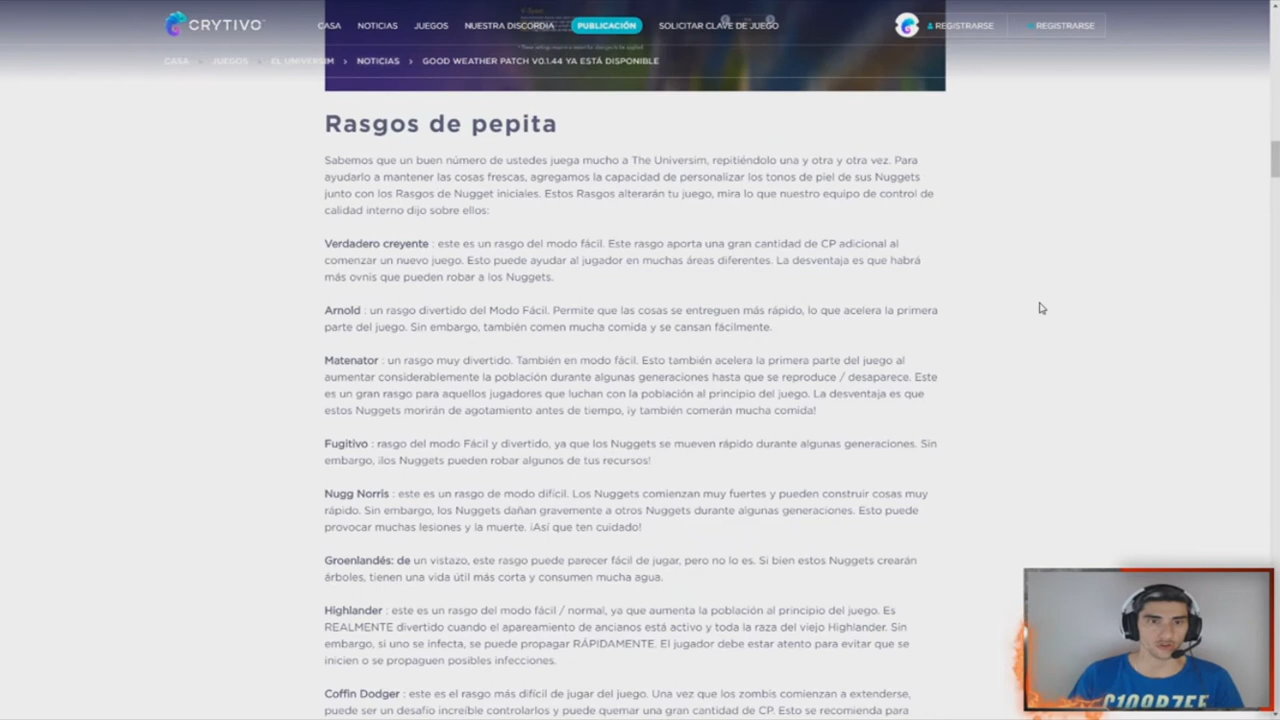 CRYTIVO
CASA NOTICIAS JUEGOS NUESTRA DISCORDIA PUBLICACIÓN SOLICITAR CLAVE DE JUEGO REGISTRARSE REGISTRARSE
CASA > JUEGOS > EL UNIVERSIM > NOTICIAS > GOOD WEATHER PATCH V0.1.44 YA ESTÁ DISPONIBLE
Rasgos de pepita
Sabemos que un buen número de ustedes juega mucho a The Universim, repitiéndolo una y otra y otra vez. Para
ayudarlo a mantener las cosas frescas, agregamos la capacidad de personalizar los tonos de piel de sus Nuggets
junto con los Rasgos de Nugget iniciales. Estos Rasgos alterarán tu juego, mira lo que nuestro equipo de control de
calidad interno dijo sobre ellos:
Verdadero creyente : este es un rasgo del modo fácil. Este rasgo aporta una gran cantidad de CP adicional al
comenzar un nuevo juego. Esto puede ayudar al jugador en muchas áreas diferentes. La desventaja es que habrá
más ovnis que pueden robar a los Nuggets.
Arnold : un rasgo divertido del Modo Fácil. Permite que las cosas se entreguen más rápido, lo que acelera la primera
parte del juego. Sin embargo, también comen mucha comida y se cansan fácilmente.
Matenator : un rasgo muy divertido. También en modo fácil. Esto también acelera la primera parte del juego al
aumentar considerablemente la población durante algunas generaciones hasta que se reproduce / desaparece. Este
es un gran rasgo para aquellos jugadores que luchan con la población al principio del juego. La desventaja es que
estos Nuggets morirán de agotamiento antes de tiempo, ¡y también comerán mucha comida!
Fugitivo : rasgo del modo Fácil y divertido, ya que los Nuggets se mueven rápido durante algunas generaciones. Sin
embargo, ¡los Nuggets pueden robar algunos de tus recursos!
Nugg Norris : este es un rasgo de modo difícil. Los Nuggets comienzan muy fuertes y pueden construir cosas muy
rápido. Sin embargo, los Nuggets dañan gravemente a otros Nuggets durante algunas generaciones. Esto puede
provocar muchas lesiones y la muerte. ¡Así que ten cuidado!
Groenlandés: de un vistazo, este rasgo puede parecer fácil de jugar, pero no lo es. Si bien estos Nuggets crearán
árboles, tienen una vida útil más corta y consumen mucha agua.
Highlander : este es un rasgo del modo fácil / normal, ya que aumenta la población al principio del juego. Es
REALMENTE divertido cuando el apareamiento de ancianos está activo y toda la raza del viejo Highlander. Sin
embargo, si uno se infecta, se puede propagar RÁPIDAMENTE. El jugador debe estar atento para evitar que se
inicien o se propaguen posibles infecciones.
Coffin Dodger : este es el rasgo más difícil de jugar del juego. Una vez que los zombis comienzan a extenderse,
puede ser un desafío increíble controlarlos y puede quemar una gran cantidad de CP. Esto se recomienda para